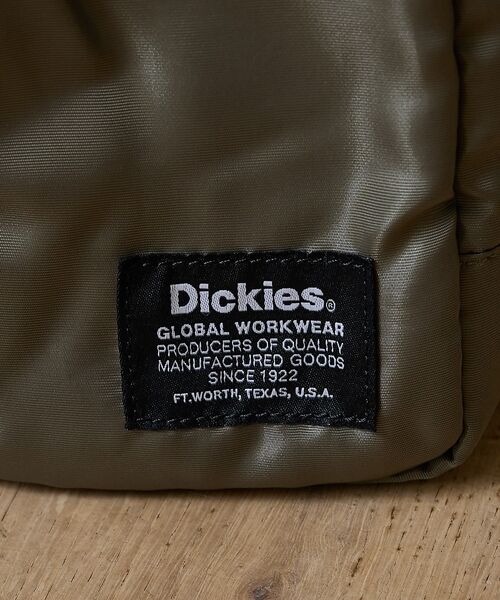 Dickies®
GLOBAL WORKWEAR
PRODUCERS OF QUALITY
MANUFACTURED GOODS
SINCE 1922
FT.WORTH, TEXAS, U.S.A.